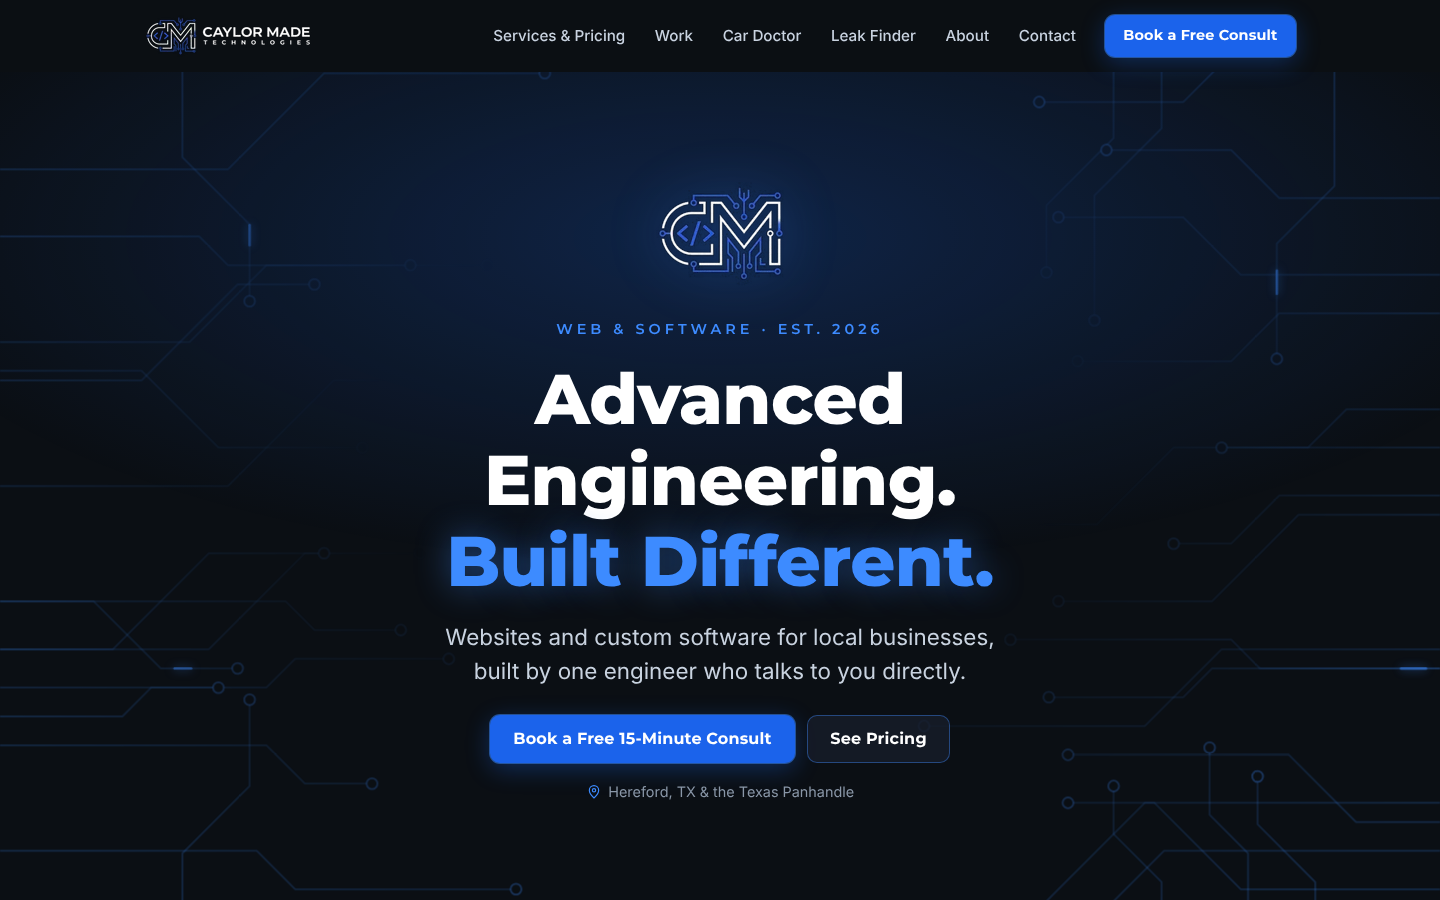 CAYLOR MADE
TECHNOLOGIES
Services & Pricing
Work
Car Doctor
Leak Finder
About
Contact
Book a Free Consult
CM
</>
WEB & SOFTWARE · EST. 2026
Advanced
Engineering.
Built Different.
Websites and custom software for local businesses,
built by one engineer who talks to you directly.
Book a Free 15-Minute Consult
See Pricing
Hereford, TX & the Texas Panhandle